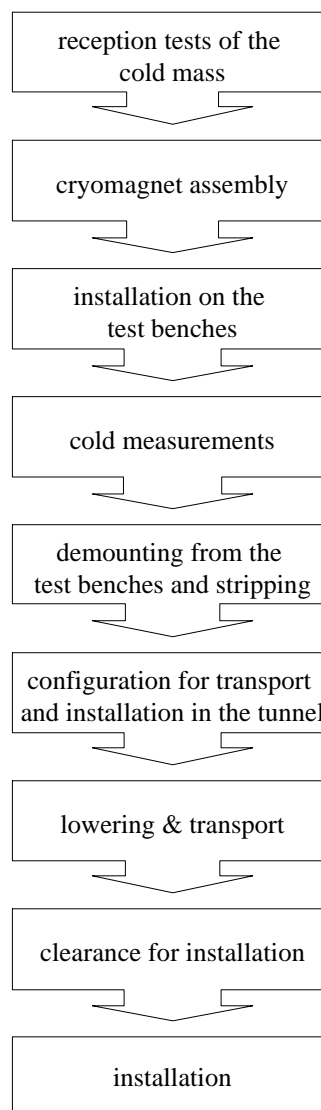 reception tests of the
cold mass
cryomagnet assembly
installation on the
test benches
cold measurements
demounting from the
test benches and stripping
configuration for transport
and installation in the tunnel
lowering & transport
clearance for installation
installation